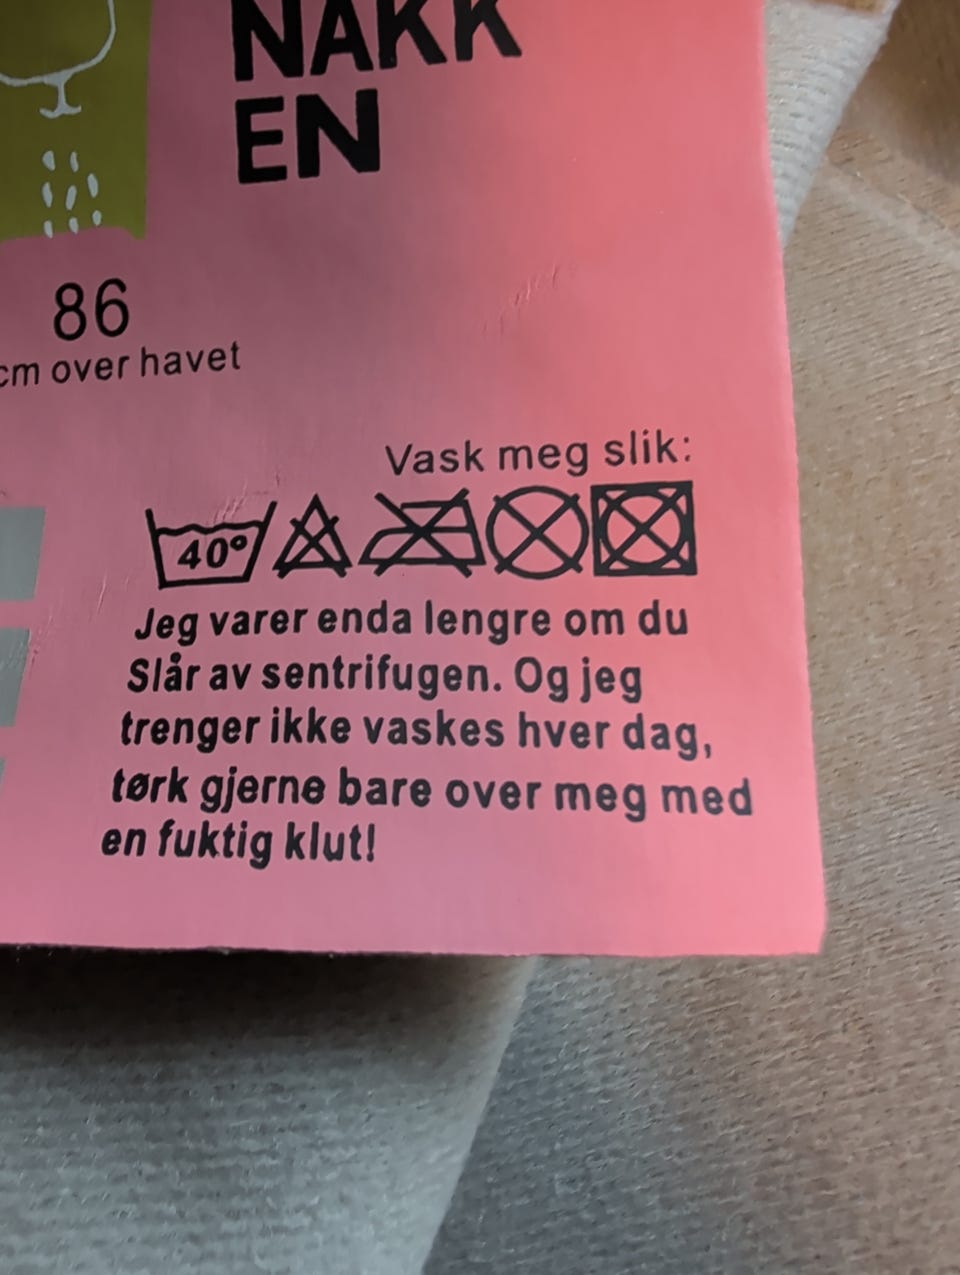 NAKK
EN
86
cm over havet
Vask meg slik:
40°
Jeg varer enda lengre om du
Slår av sentrifugen. Og jeg
trenger ikke vaskes hver dag,
tørk gjerne bare over meg med
en fuktig klut!